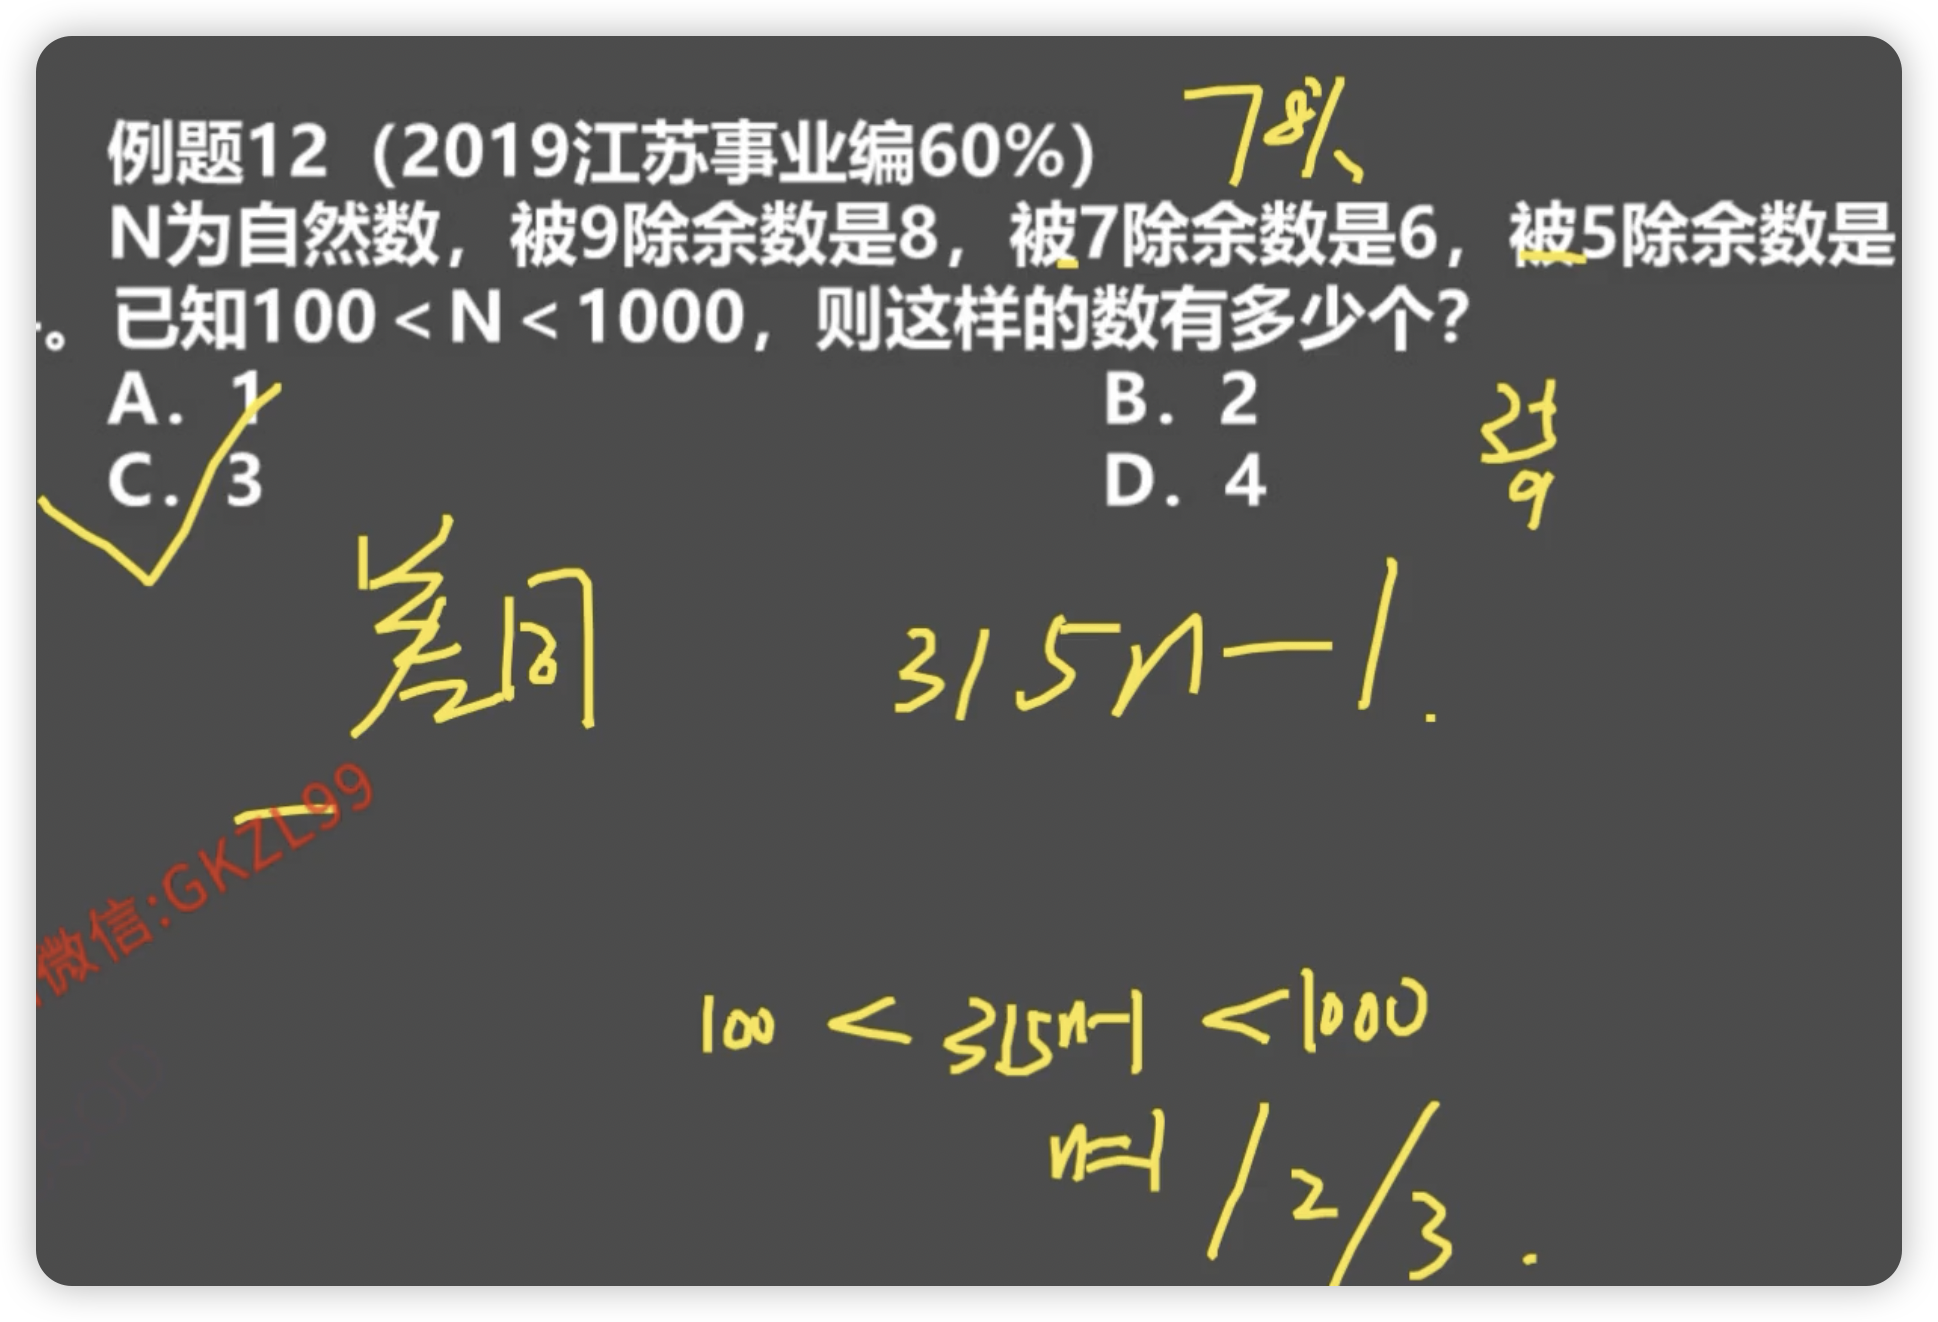 例题12（2019江苏事业编60%）
78%
N为自然数，被9除余数是8，被7除余数是6，被5除余数是
。已知100＜N＜1000，则这样的数有多少个？
A．1
B．2
C．3
D．4
9
差同
315n-1.
微信:GKZL99
100 < 315n-1 < 1000
n=1/2/3.